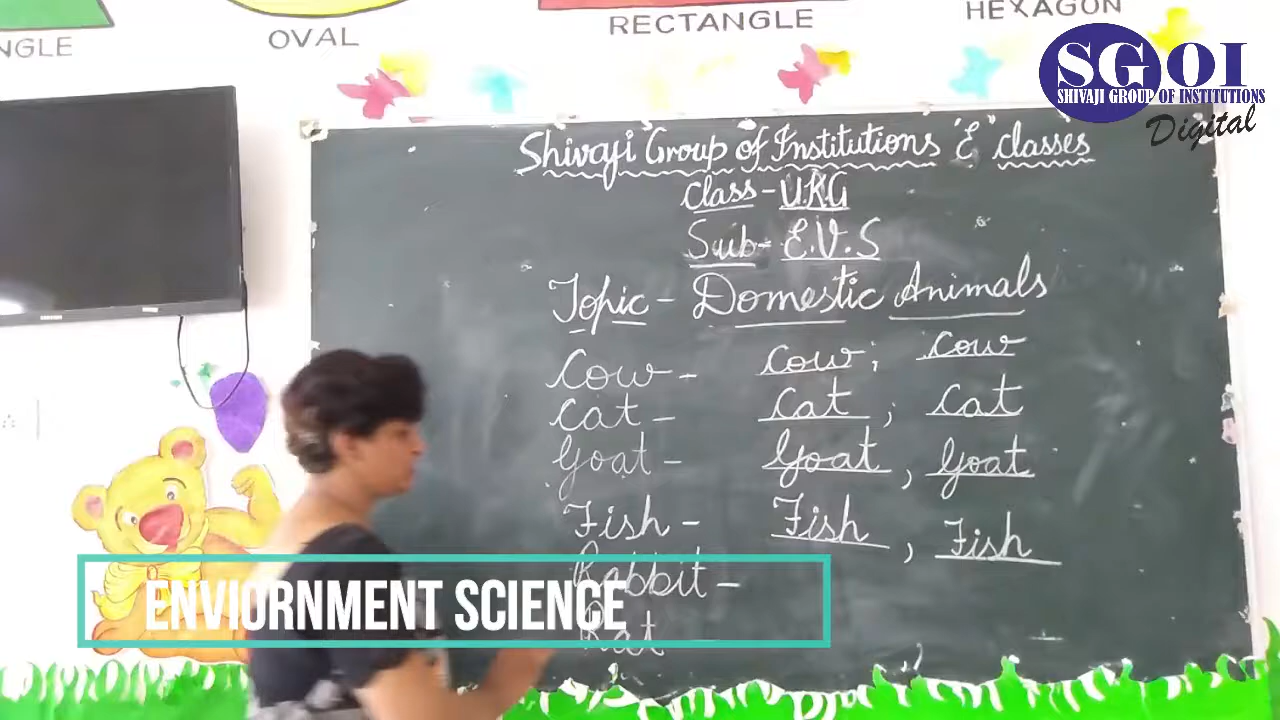 NGLE OVAL RECTANGLE HEXAGON
SGOI
SHIVAJI GROUP OF INSTITUTIONS
Digital
Shivaji Group of Institutions "E" classes
Class - U.K.G
Sub - E.V.S
Topic - Domestic Animals
Cow - Cow ; Cow
Cat - Cat ; Cat
Goat - Goat , Goat
Fish - Fish , Fish
Rabbit -
Rat
ENVIORNMENT SCIENCE